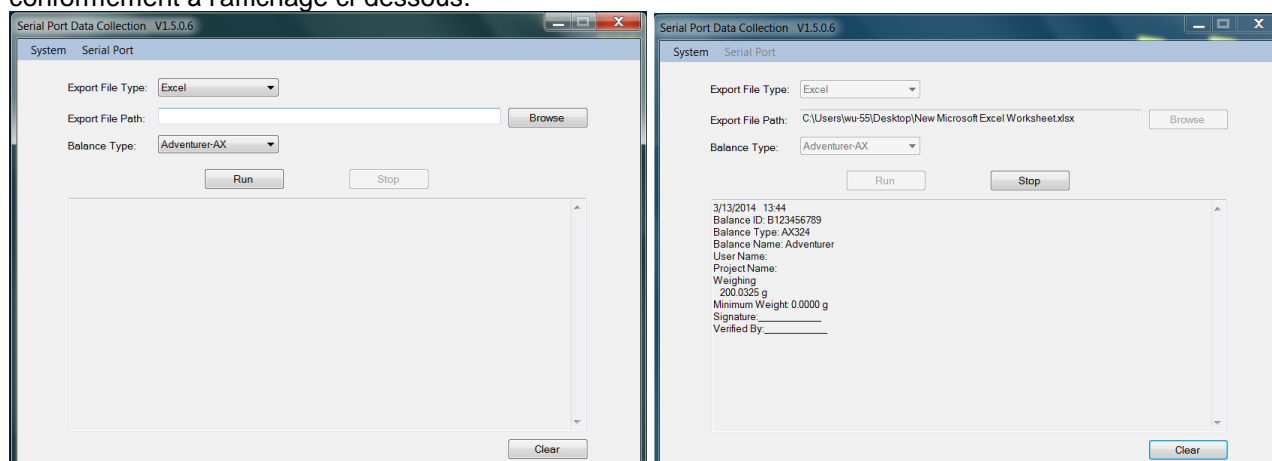 conformément à l'affichage ci-dessous:
Serial Port Data Collection V1.5.0.6
System Serial Port
Export File Type: Excel
Export File Path: Browse
Balance Type: Adventurer-AX
Run Stop
Clear
Serial Port Data Collection V1.5.0.6
System Serial Port
Export File Type: Excel
Export File Path: C:\Users\wu-55\Desktop\New Microsoft Excel Worksheet.xlsx Browse
Balance Type: Adventurer-AX
Run Stop
3/13/2014 13:44
Balance ID: B123456789
Balance Type: AX324
Balance Name: Adventurer
User Name:
Project Name:
Weighing
200.0325 g
Minimum Weight: 0.0000 g
Signature:____________
Verified By:____________
Clear